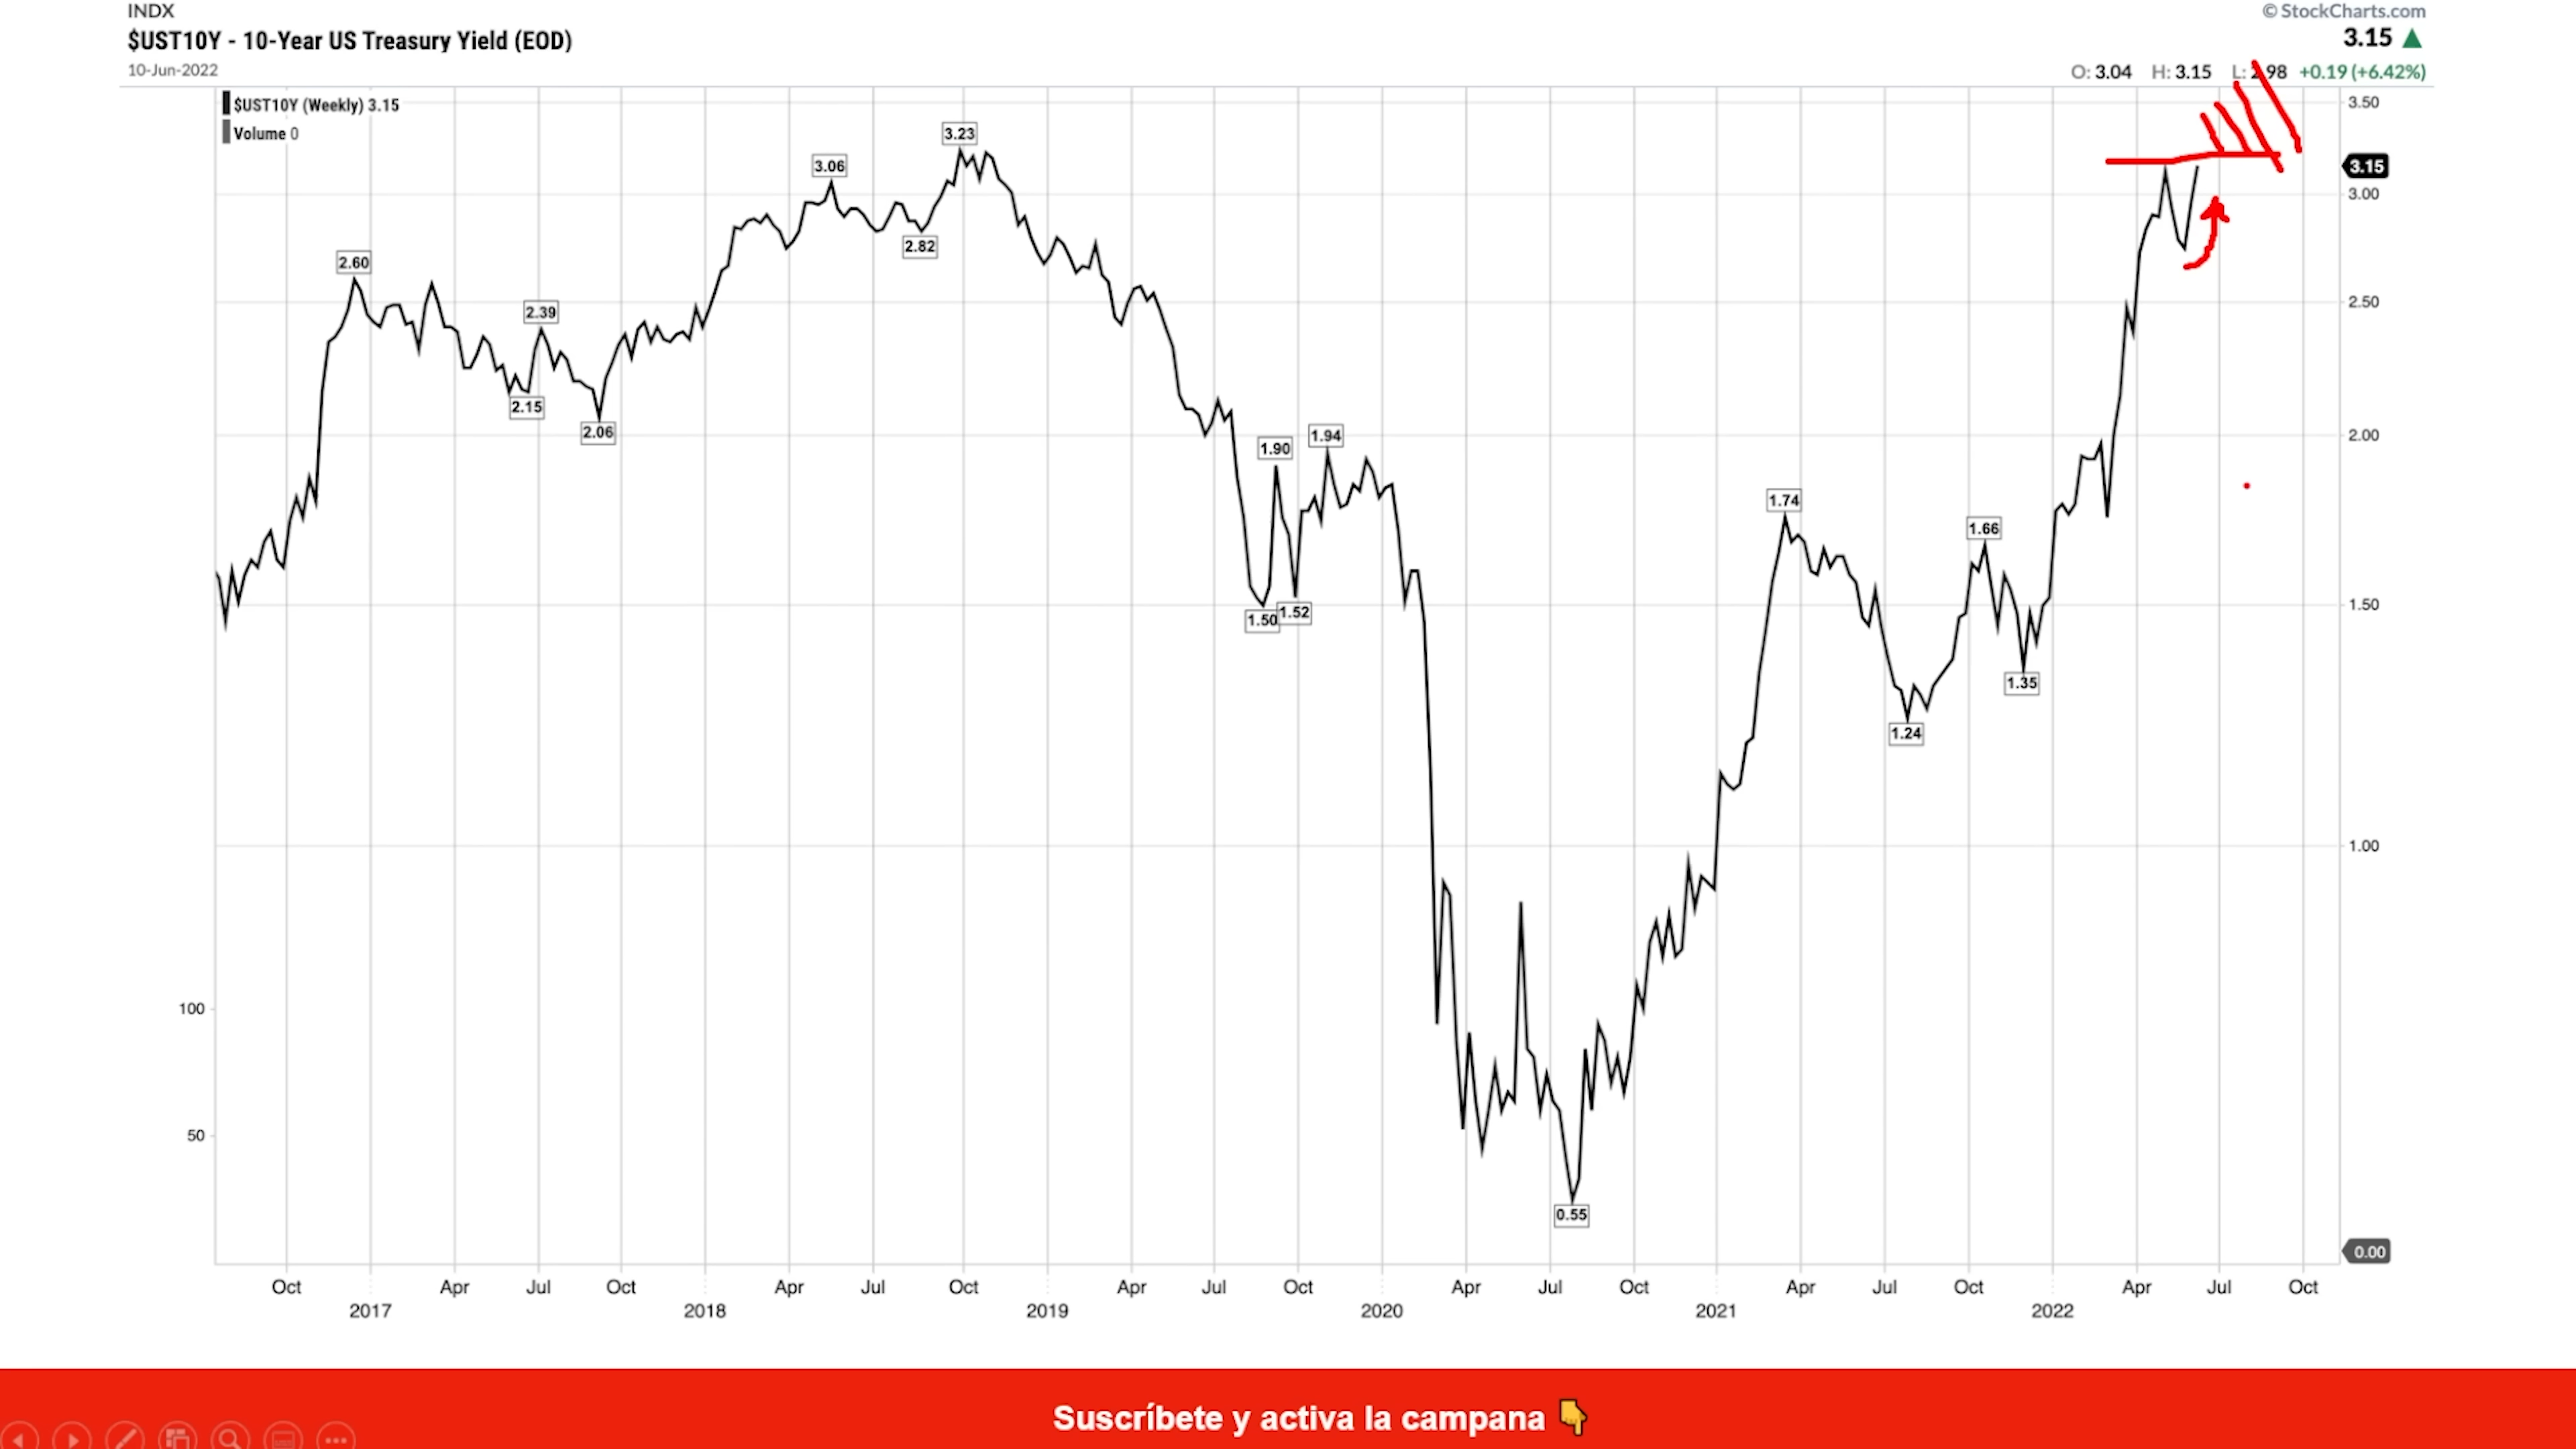 INDX
© StockCharts.com
$UST10Y - 10-Year US Treasury Yield (EOD)
3.15 ▲
10-Jun-2022
O: 3.04 H: 3.15 L: 2.98 +0.19 (+6.42%)
$UST10Y (Weekly) 3.15
Volume 0
3.50
3.23
3.06
3.15
3.00
2.82
2.60
2.50
2.39
2.15
2.06
2.00
1.94
1.90
1.74
1.66
1.50
1.52
1.50
1.35
1.24
1.00
100
50
0.55
0.00
Oct Apr Jul Oct Apr Jul Oct Apr Jul Oct Apr Jul Oct Apr Jul Oct Apr Jul Oct
2017 2018 2019 2020 2021 2022
Suscríbete y activa la campana 👇